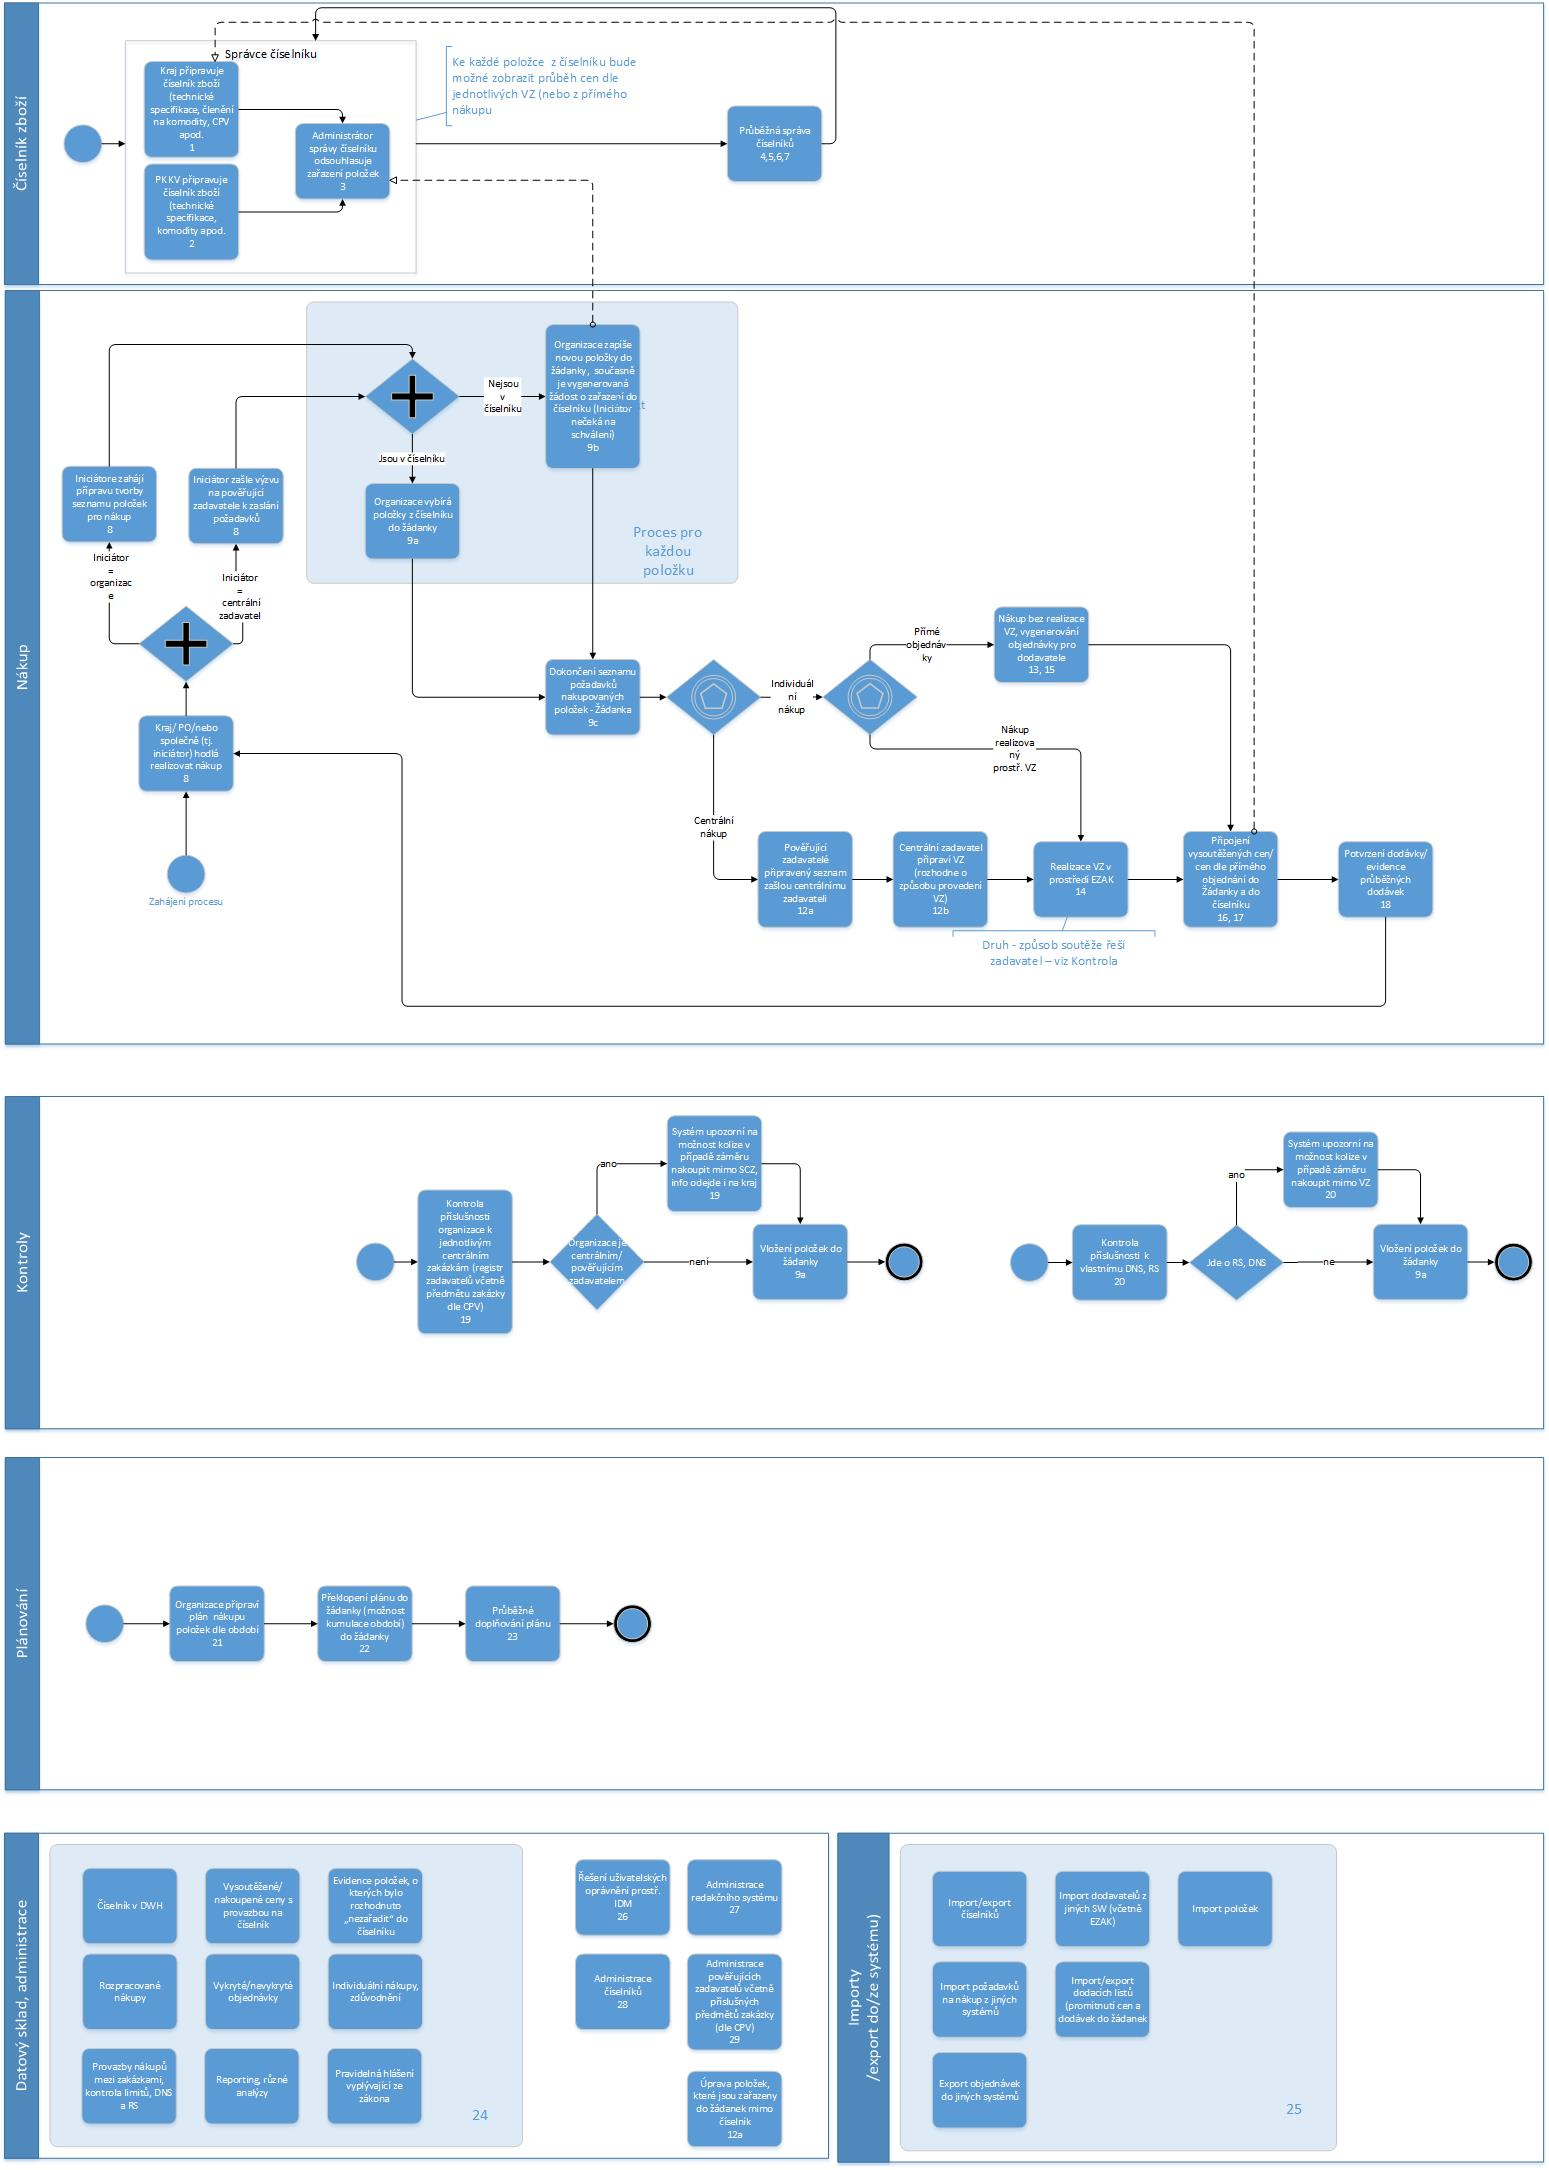 Číselník zboží
Správce číselníku
Kraj připravuje
číselník zboží
(technické
specifikace, členění
na komodity, CPV
apod.
1
PKKV připravuje
číselník zboží
(technické
specifikace,
komodity apod.
2
Administrátor
správy číselníku
odsouhlasuje
zařazení položek
3
Ke každé položce  z číselníku bude
možné zobrazit průběh cen dle
jednotlivých VZ (nebo z přímého
nákupu
Průběžná správa
číselníků
4,5,6,7
Nákup
Iniciátore zahájí
přípravu tvorby
seznamu položek
pro nákup
8
Iniciátor zašle výzvu
na pověřující
zadavatele k zaslání
požadavků
8
Iniciátor
=
organizac
e
Iniciátor
=
centrální
zadavatel
Kraj/ PO/nebo
společně (tj.
iniciátor) hodlá
realizovat nákup
8
Zahájení procesu
Nejsou
v
číselníku
Jsou v číselníku
Organizace vybírá
položky z číselníku
do žádanky
9a
Organizace zapíše
novou položky do
žádanky,  současně
je vygenerovaná
žádost o zařazení do
číselníku (Iniciátor
nečeká na
schválení)
9b
Proces pro
každou
položku
Dokončení seznamu
požadavků
nakupovaných
položek - Žádanka
9c
Individuál
ní
nákup
Přímé
objednáv
ky
Nákup bez realizace
VZ, vygenerování
objednávky pro
dodavatele
13, 15
Nákup
realizova
ný
prostř. VZ
Centrální
nákup
Pověřující
zadavatelé
připravený seznam
zašlou centrálnímu
zadavateli
12a
Centrální zadavatel
připraví VZ
(rozhodne o
způsobu provedení
VZ)
12b
Realizace VZ v
prostředí EZAK
14
Připojení
vysoutěžených cen/
cen dle přímého
objednání do
Žádanky a do
číselníku
16, 17
Potvrzení dodávky/
evidence
průběžných
dodávek
18
Druh - způsob soutěže řeší
zadavatel – viz Kontrola
Kontroly
Kontrola
příslušnosti
organizace k
jednotlivým
centrálním
zakázkám (registr
zadavatelů včetně
předmětu zakázky
dle CPV)
19
Organizace je
centrálním/
pověřujícím
zadavatelem
ano
není
Systém upozorní na
možnost kolize v
případě záměru
nakoupit mimo SCZ,
info odejde i na kraj
19
Vložení položek do
žádanky
9a
Kontrola
příslušnosti  k
vlastnímu DNS, RS
20
Jde o RS, DNS
ano
ne
Systém upozorní na
možnost kolize v
případě záměru
nakoupit mimo VZ
20
Vložení položek do
žádanky
9a
Plánování
Organizace připraví
plán  nákupu
položek dle období
21
Překlopení plánu do
žádanky (možnost
kumulace období)
do žádanky
22
Průběžné
doplňování plánu
23
Datový sklad, administrace
Číselník v DWH
Vysoutěžené/
nakoupené ceny s
provazbou na
číselník
Evidence položek, o
kterých bylo
rozhodnuto
„nezařadit“ do
číselníku
Rozpracované
nákupy
Vykryté/nevykryté
objednávky
Individuální nákupy,
zdůvodnění
Provazby nákupů
mezi zakázkami,
kontrola limitů, DNS
a RS
Reporting, různé
analýzy
Pravidelná hlášení
vyplývající ze
zákona
24
Řešení uživatelských
oprávnění prostř.
IDM
26
Administrace
redakčního systému
27
Administrace
číselníků
28
Administrace
pověřujících
zadavatelů včetně
příslušných
předmětů zakázky
(dle CPV)
29
Úprava položek,
které jsou zařazeny
do žádanek mimo
číselník
12a
Importy
/export do/ze systému)
Import/export
číselníků
Import dodavatelů z
jiných SW (včetně
EZAK)
Import položek
Import požadavků
na nákup z jiných
systémů
Import/export
dodacích listů
(promítnutí cen a
dodávek do žádanek
Export objednávek
do jiných systémů
25